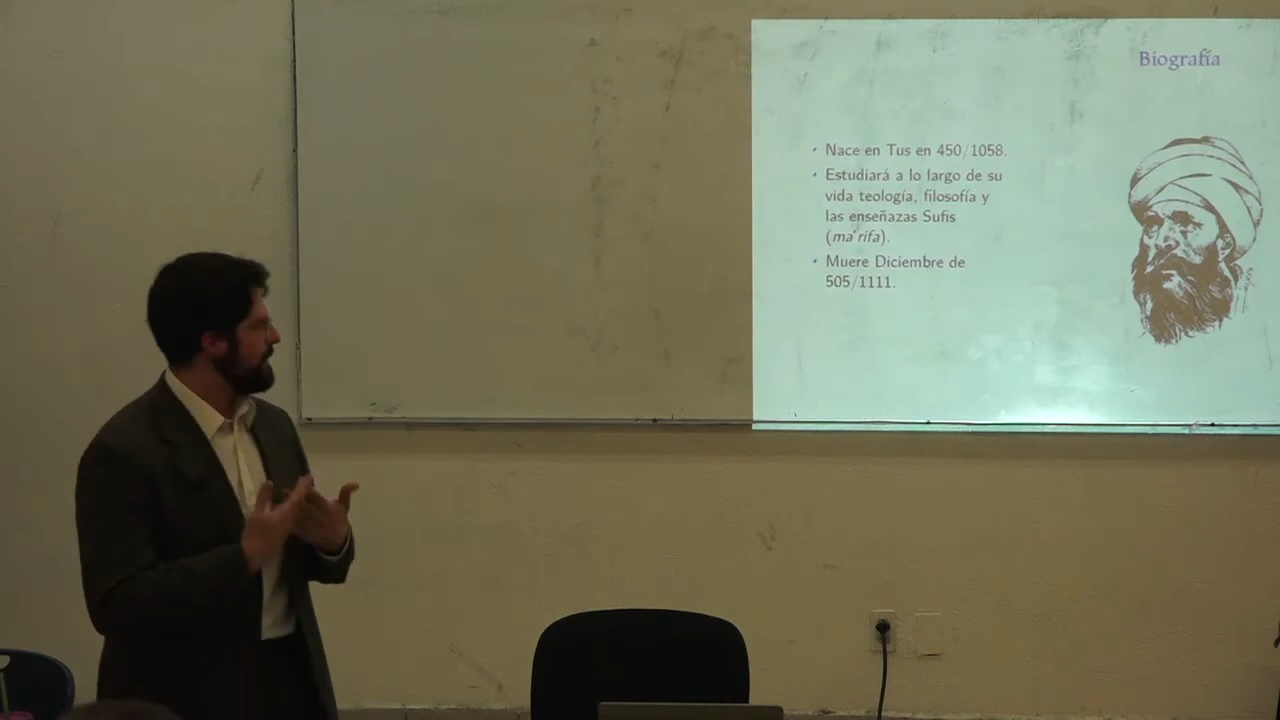 Biografía
• Nace en Tus en 450/1058.
• Estudiará a lo largo de su
vida teología, filosofía y
las enseñazas Sufis
(ma'rifa).
• Muere Diciembre de
505/1111.